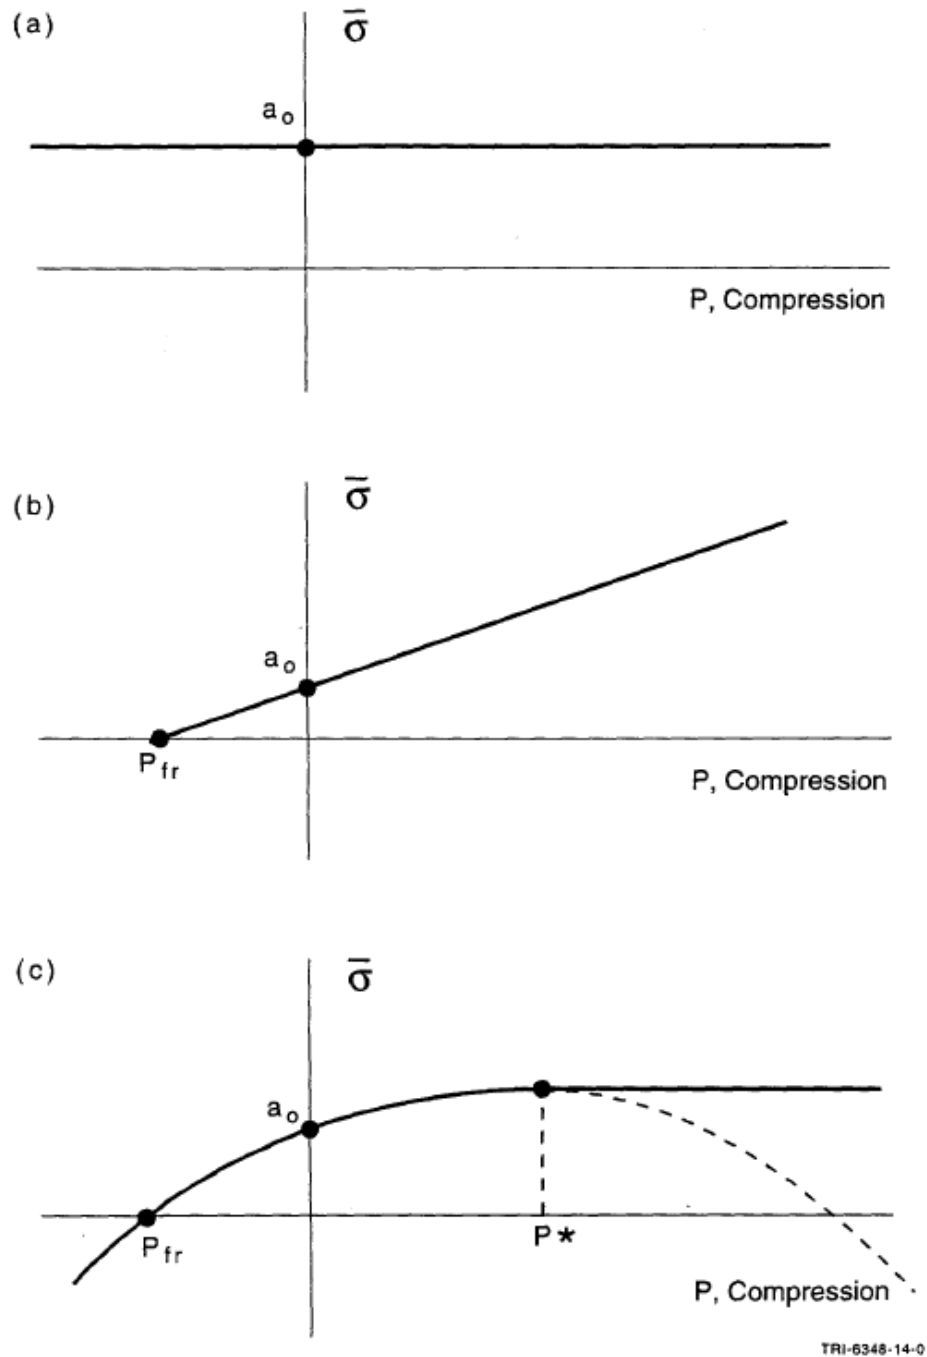 (a)
σ̅
a₀
P, Compression
(b)
σ̅
a₀
P_fr
P, Compression
(c)
σ̅
a₀
P_fr
P*
P, Compression
TRI-6348-14-0